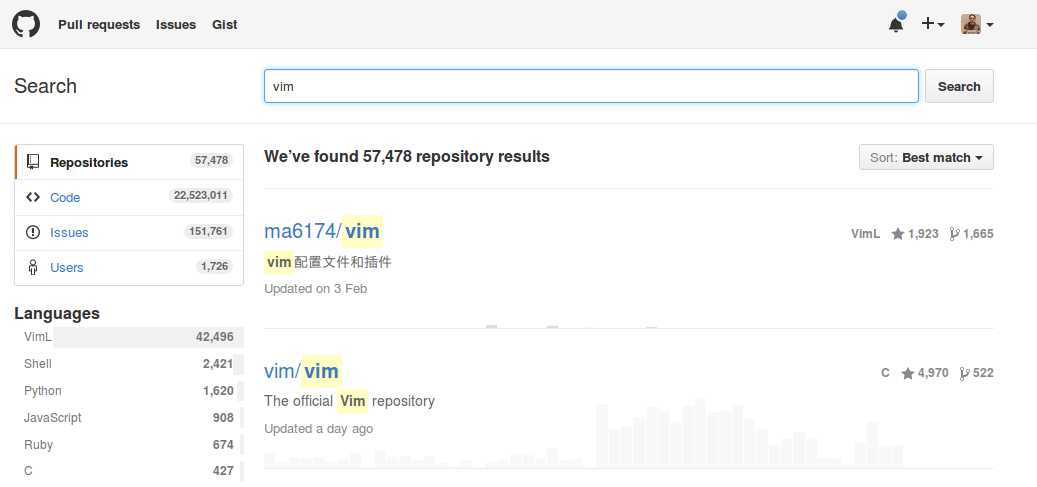 Pull requests Issues Gist
Search vim Search
Repositories 57,478
Code 22,523,011
Issues 151,761
Users 1,726
Languages
VimL 42,496
Shell 2,421
Python 1,620
JavaScript 908
Ruby 674
C 427
We’ve found 57,478 repository results Sort: Best match
ma6174/vim VimL 1,923 1,665
vim配置文件和插件
Updated on 3 Feb
vim/vim C 4,970 522
The official Vim repository
Updated a day ago